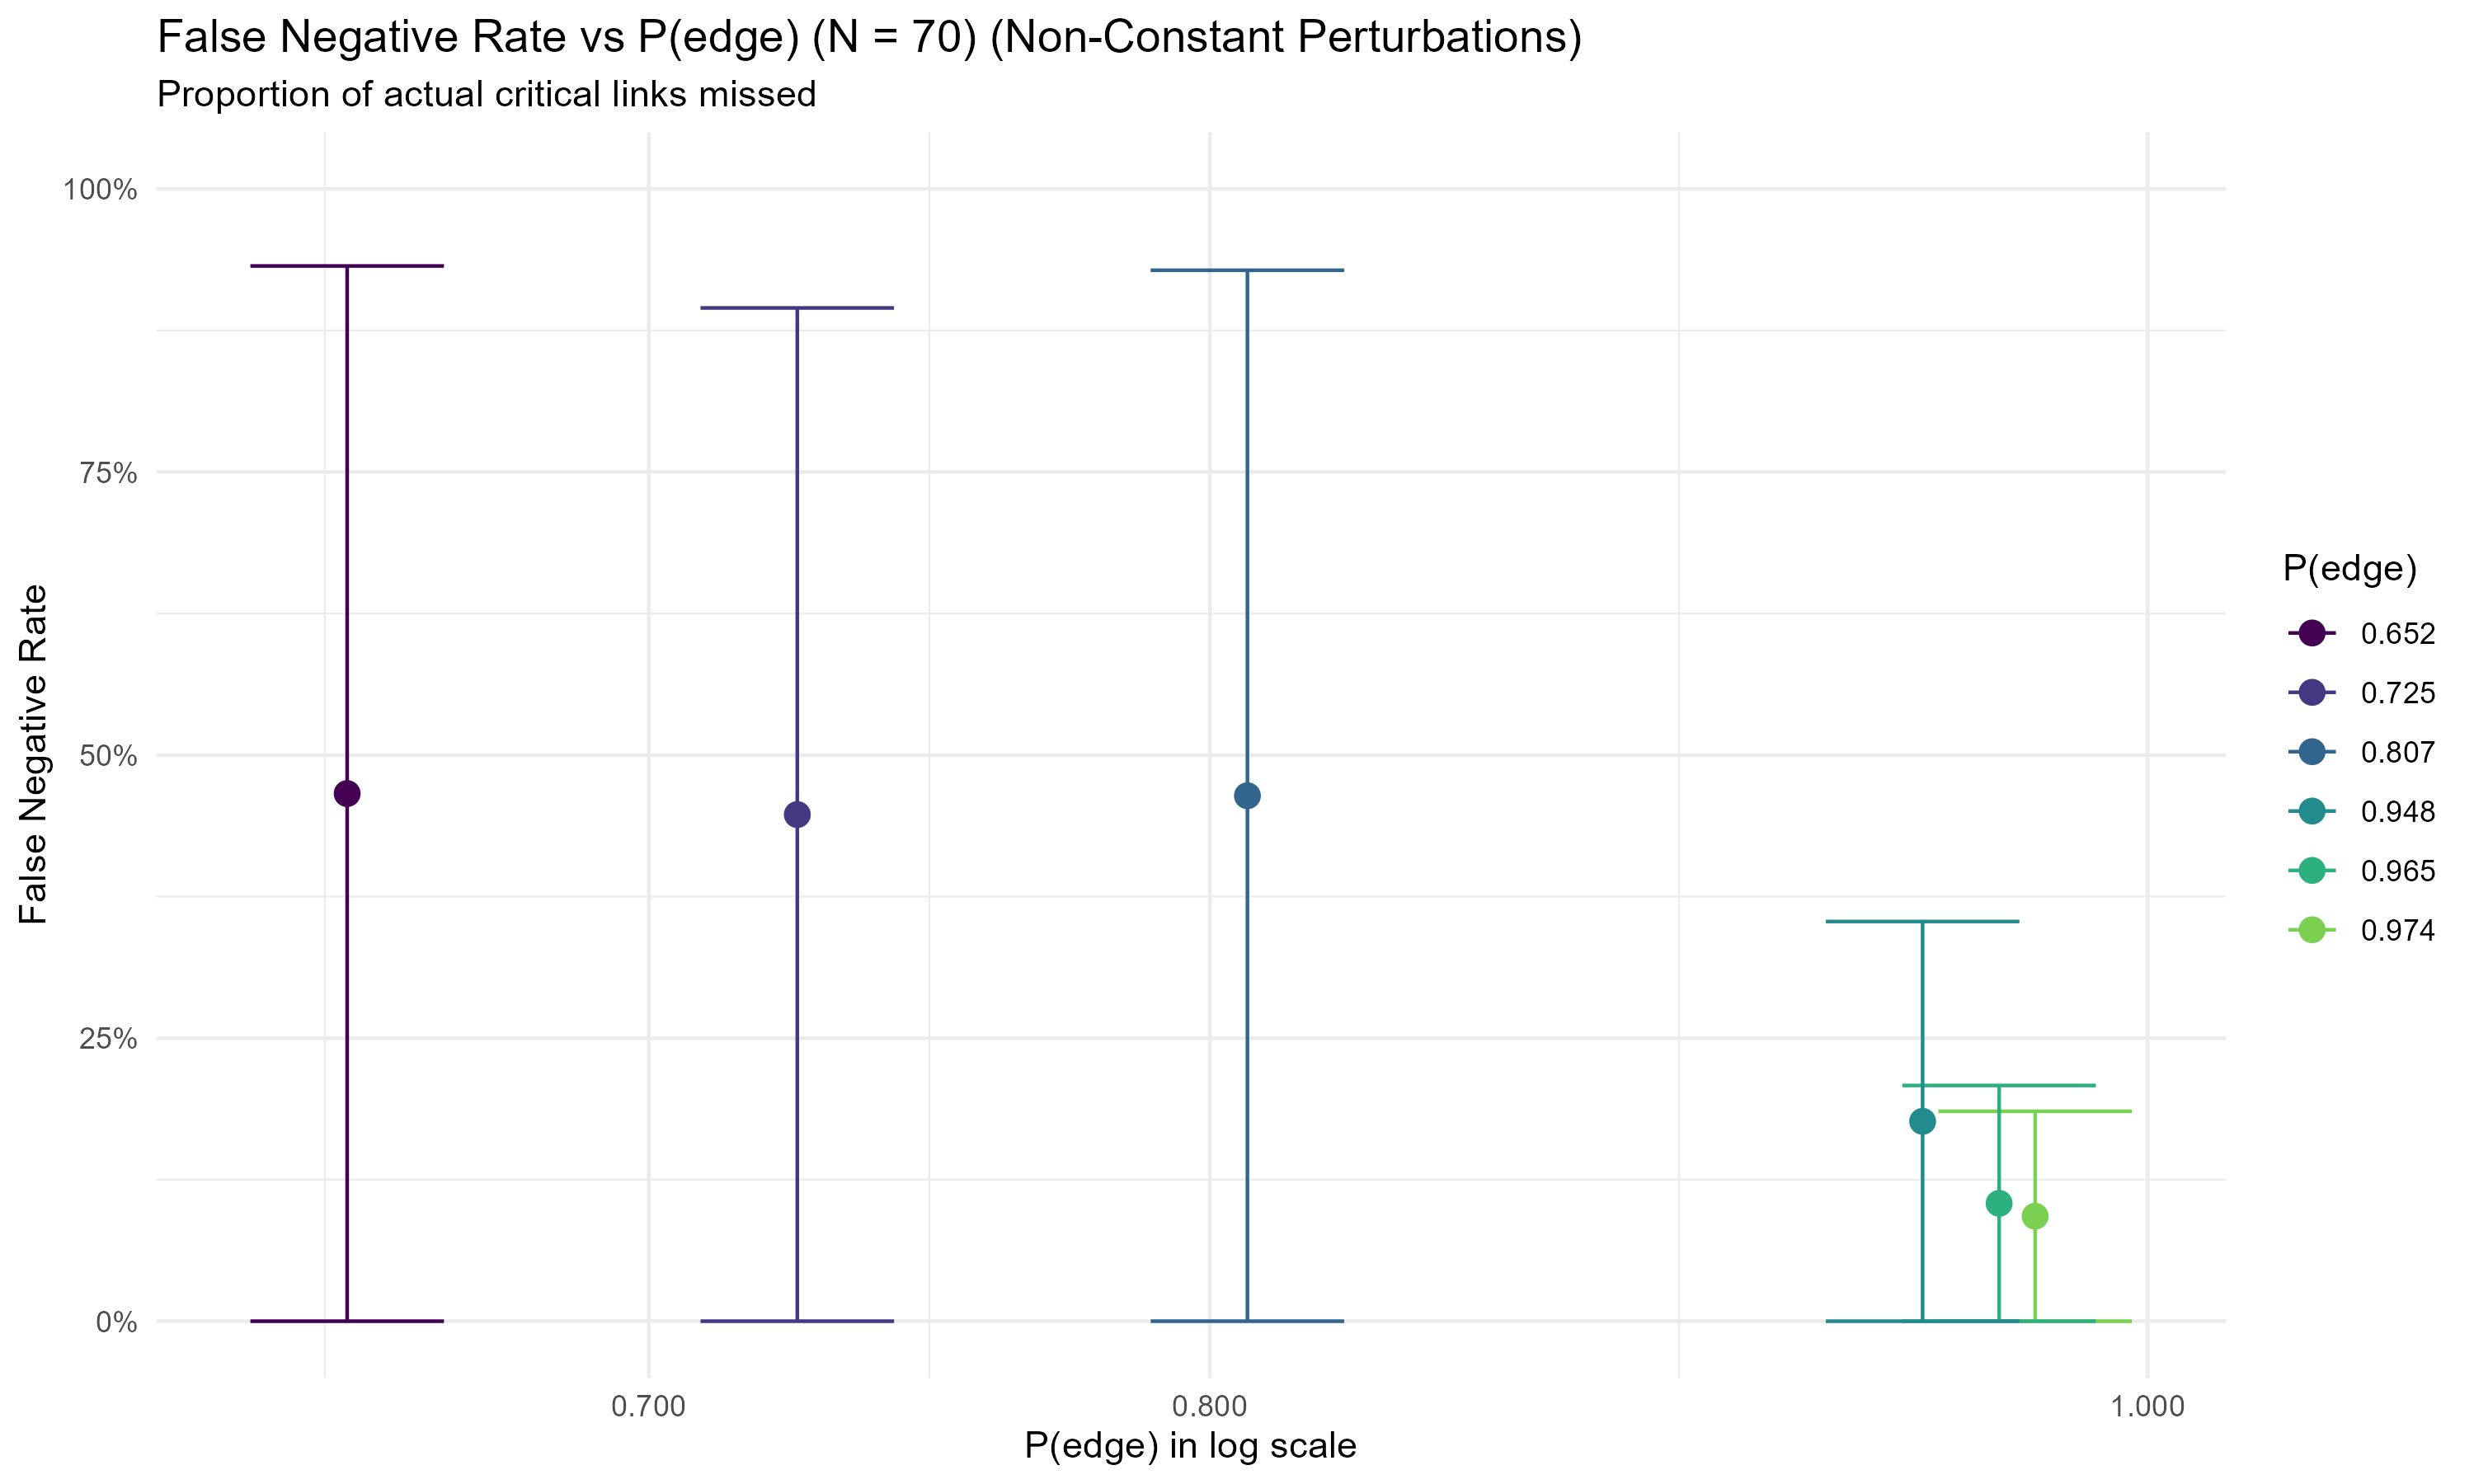 False Negative Rate vs P(edge) (N = 70) (Non-Constant Perturbations)
Proportion of actual critical links missed
False Negative Rate
100%
75%
50%
25%
0%
0.700
0.800
1.000
P(edge) in log scale
P(edge)
0.652
0.725
0.807
0.948
0.965
0.974